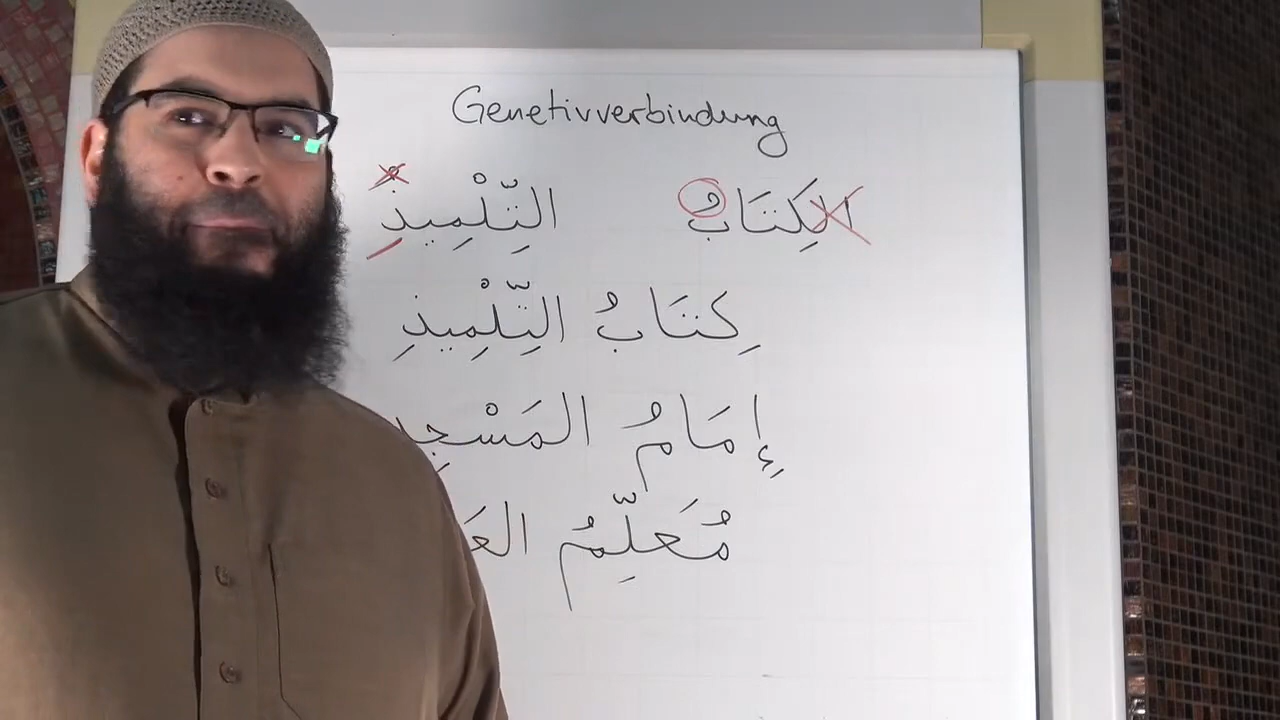 Genetivverbindung
الكِتَابُ التِّلْمِيذِ
كِتَابُ التِّلْمِيذِ
إِمَامُ المَسْجِدِ
مُعَلِّمُ